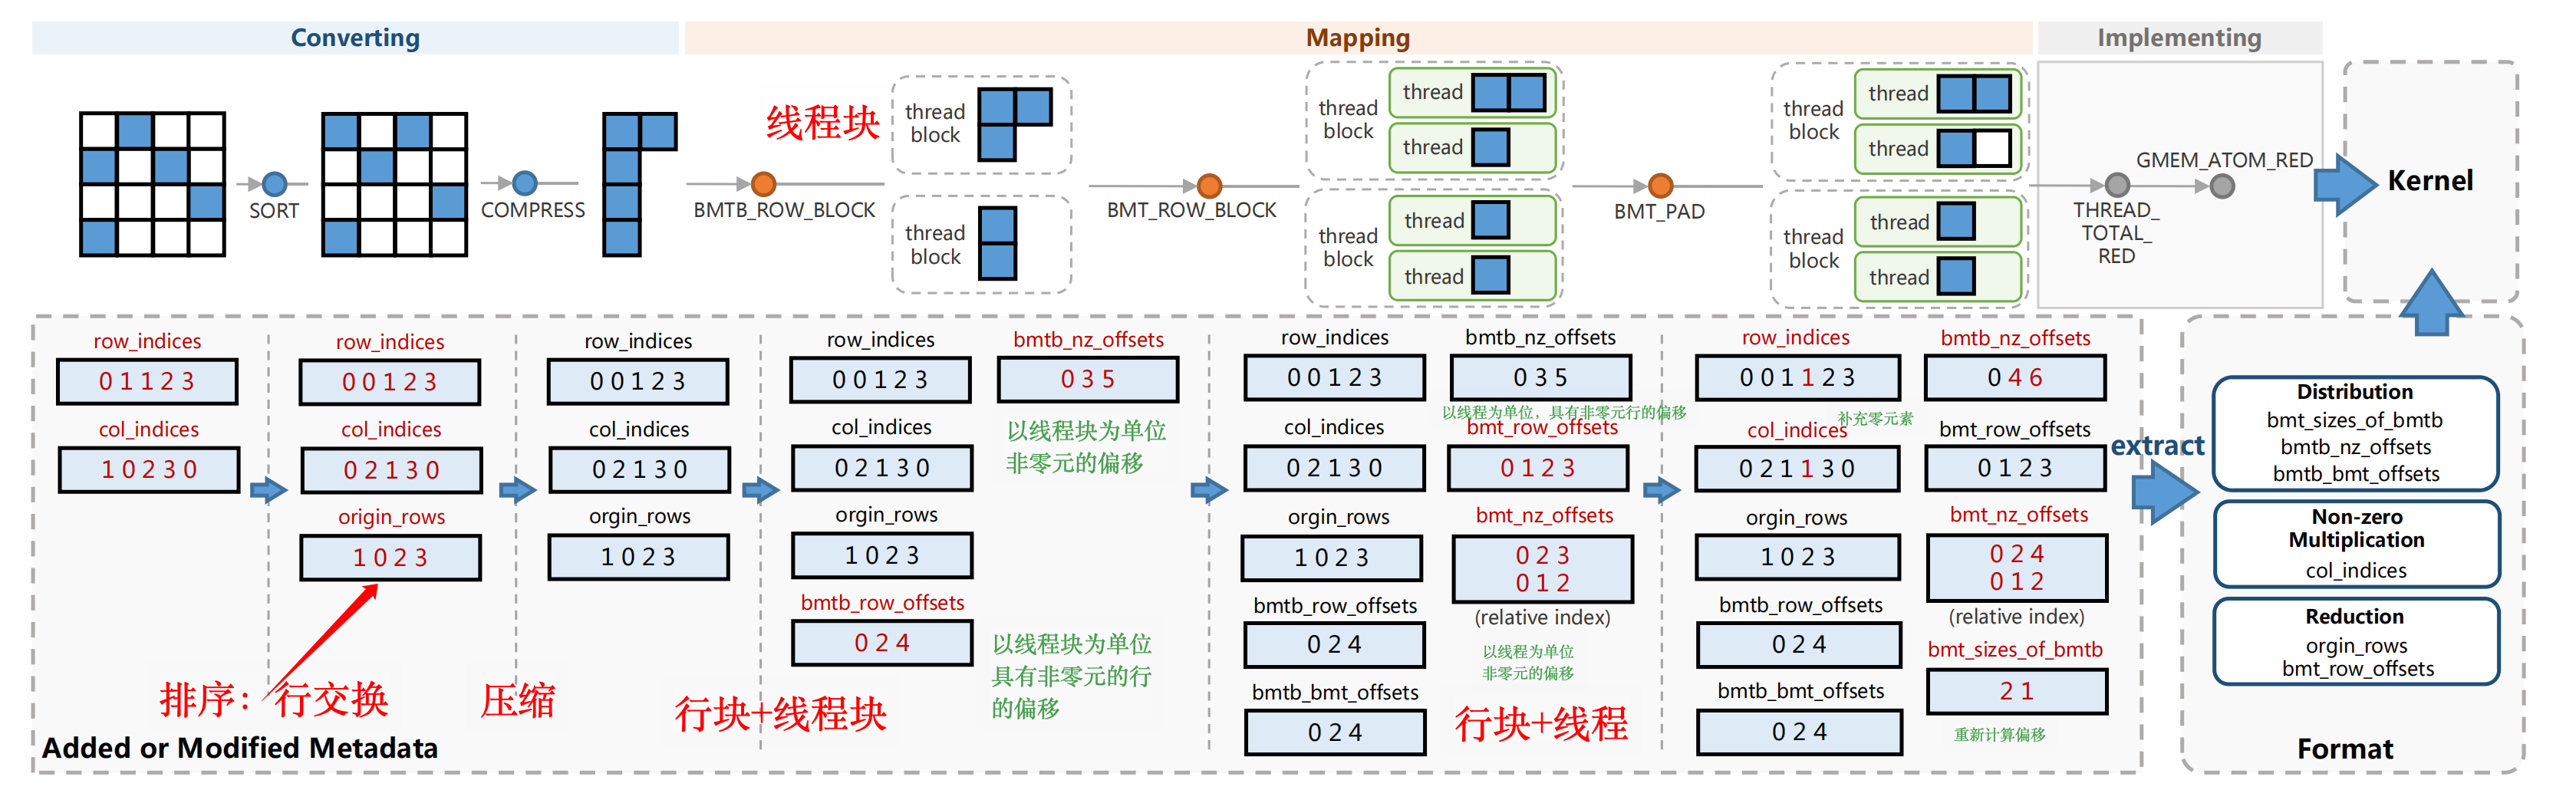 Converting
Mapping
Implementing
SORT
COMPRESS
线程块
BMTB_ROW_BLOCK
thread
block
thread
block
BMT_ROW_BLOCK
thread
block
thread
thread
thread
block
thread
thread
BMT_PAD
thread
block
thread
thread
thread
block
thread
thread
THREAD_
TOTAL_
RED
GMEM_ATOM_RED
Kernel
row_indices
0 1 1 2 3
col_indices
1 0 2 3 0
row_indices
0 0 1 2 3
col_indices
0 2 1 3 0
origin_rows
1 0 2 3
排序：行交换
row_indices
0 0 1 2 3
col_indices
0 2 1 3 0
orgin_rows
1 0 2 3
压缩
row_indices
0 0 1 2 3
col_indices
0 2 1 3 0
orgin_rows
1 0 2 3
bmtb_row_offsets
0 2 4
bmtb_nz_offsets
0 3 5
以线程块为单位
非零元的偏移
以线程块为单位
具有非零元的行
的偏移
行块+线程块
row_indices
0 0 1 2 3
col_indices
0 2 1 3 0
orgin_rows
1 0 2 3
bmtb_row_offsets
0 2 4
bmtb_bmt_offsets
0 2 4
bmtb_nz_offsets
0 3 5
以线程为单位，具有非零元行的偏移
bmt_row_offsets
0 1 2 3
bmt_nz_offsets
0 2 3
0 1 2
(relative index)
以线程为单位
非零元的偏移
行块+线程
row_indices
0 0 1 1 2 3
补充零元素
col_indices
0 2 1 1 3 0
orgin_rows
1 0 2 3
bmtb_row_offsets
0 2 4
bmtb_bmt_offsets
0 2 4
bmtb_nz_offsets
0 4 6
bmt_row_offsets
0 1 2 3
bmt_nz_offsets
0 2 4
0 1 2
(relative index)
bmt_sizes_of_bmtb
2 1
重新计算偏移
Added or Modified Metadata
extract
Distribution
bmt_sizes_of_bmtb
bmtb_nz_offsets
bmtb_bmt_offsets
Non-zero
Multiplication
col_indices
Reduction
orgin_rows
bmt_row_offsets
Format